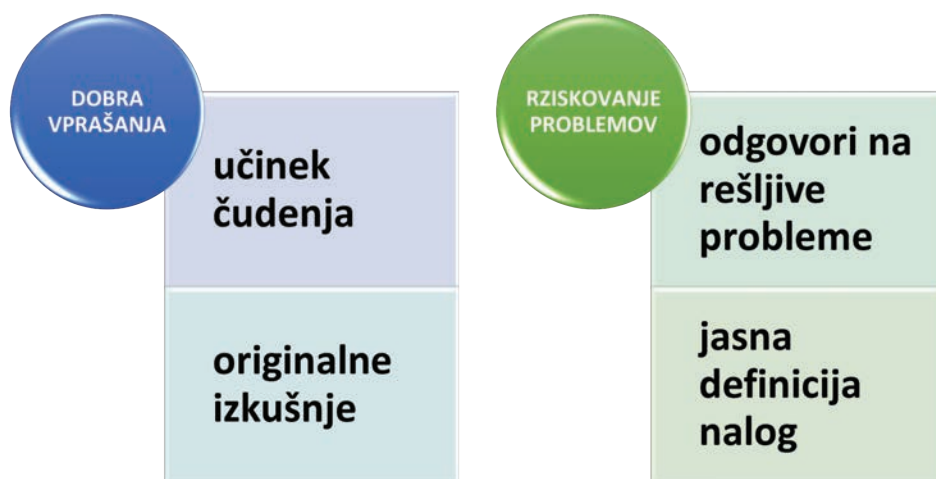 DOBRA
VPRAŠANJA
učinek
čudenja
originalne
izkušnje
RZISKOVANJE
PROBLEMOV
odgovori na
rešljive
probleme
jasna
definicija
nalog